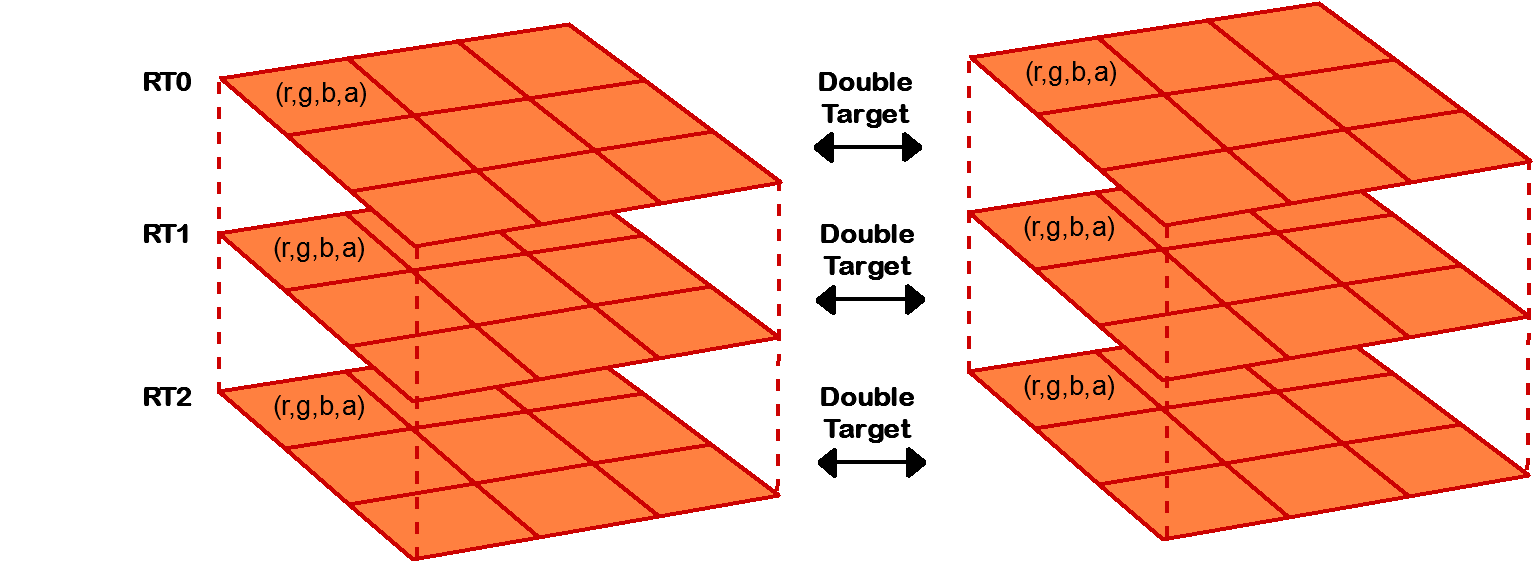 RT0
(r,g,b,a)
Double
Target
(r,g,b,a)
RT1
(r,g,b,a)
Double
Target
(r,g,b,a)
RT2
(r,g,b,a)
Double
Target
(r,g,b,a)